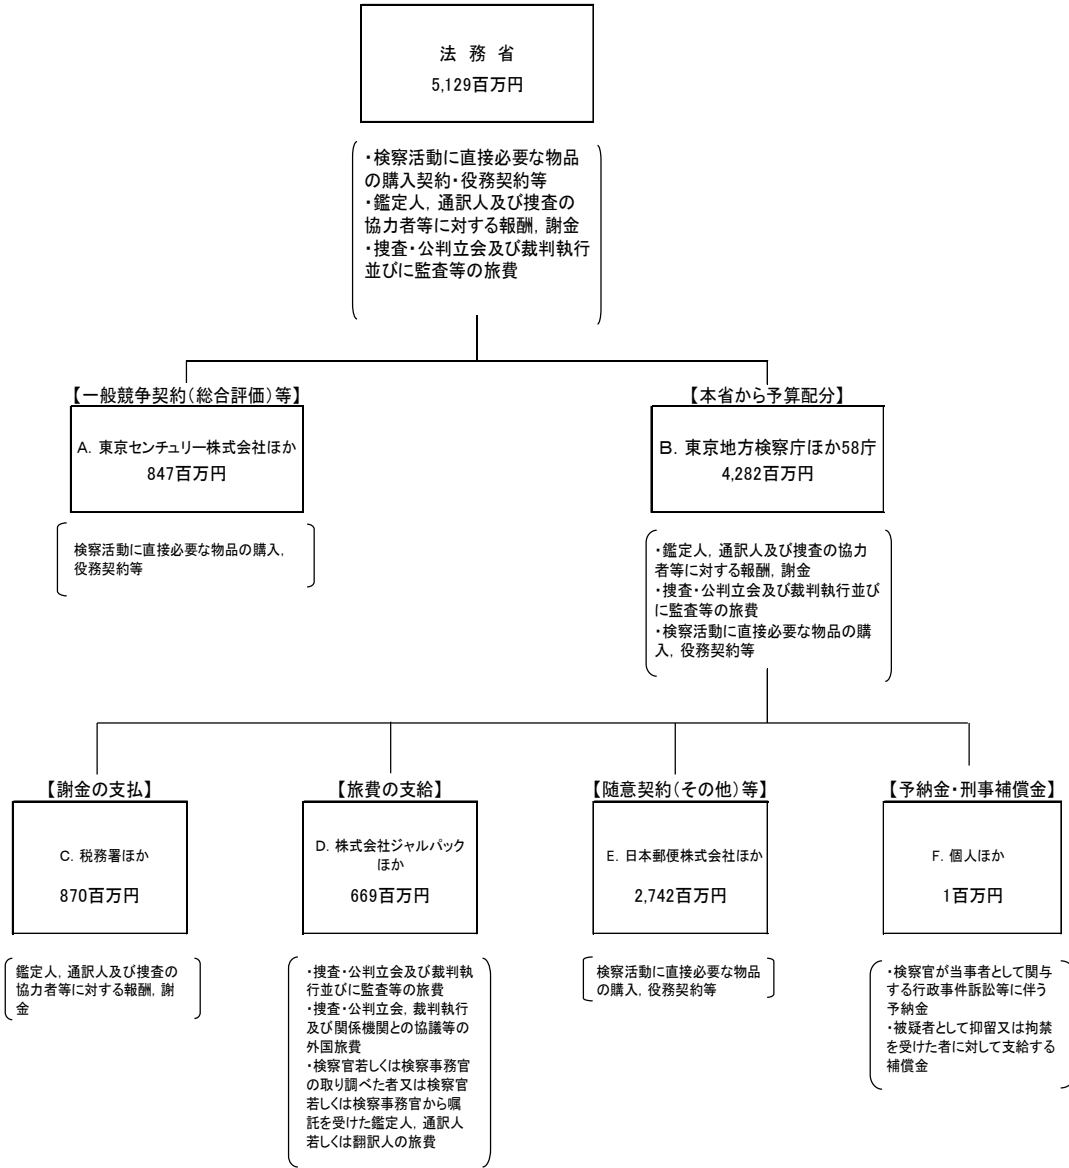 法 務 省
5,129百万円
・検察活動に直接必要な物品
の購入契約・役務契約等
・鑑定人，通訳人及び捜査の
協力者等に対する報酬，謝金
・捜査・公判立会及び裁判執行
並びに監査等の旅費
【一般競争契約（総合評価）等】
A．東京センチュリー株式会社ほか
847百万円
検察活動に直接必要な物品の購入，
役務契約等
【本省から予算配分】
B．東京地方検察庁ほか58庁
4,282百万円
・鑑定人，通訳人及び捜査の協力
者等に対する報酬，謝金
・捜査・公判立会及び裁判執行並び
に監査等の旅費
・検察活動に直接必要な物品の購
入，役務契約等
【謝金の支払】
C．税務署ほか
870百万円
鑑定人，通訳人及び捜査の
協力者等に対する報酬，謝
金
【旅費の支給】
D．株式会社ジャルパック
ほか
669百万円
・捜査・公判立会及び裁判執
行並びに監査等の旅費
・捜査・公判立会，裁判執行
及び関係機関との協議等の
外国旅費
・検察官若しくは検察事務官
の取り調べた者又は検察官
若しくは検察事務官から嘱
託を受けた鑑定人，通訳人
若しくは翻訳人の旅費
【随意契約（その他）等】
E．日本郵便株式会社ほか
2,742百万円
検察活動に直接必要な物品
の購入，役務契約等
【予納金・刑事補償金】
F．個人ほか
1百万円
・検察官が当事者として関与
する行政事件訴訟等に伴う
予納金
・被疑者として抑留又は拘禁
を受けた者に対して支給する
補償金